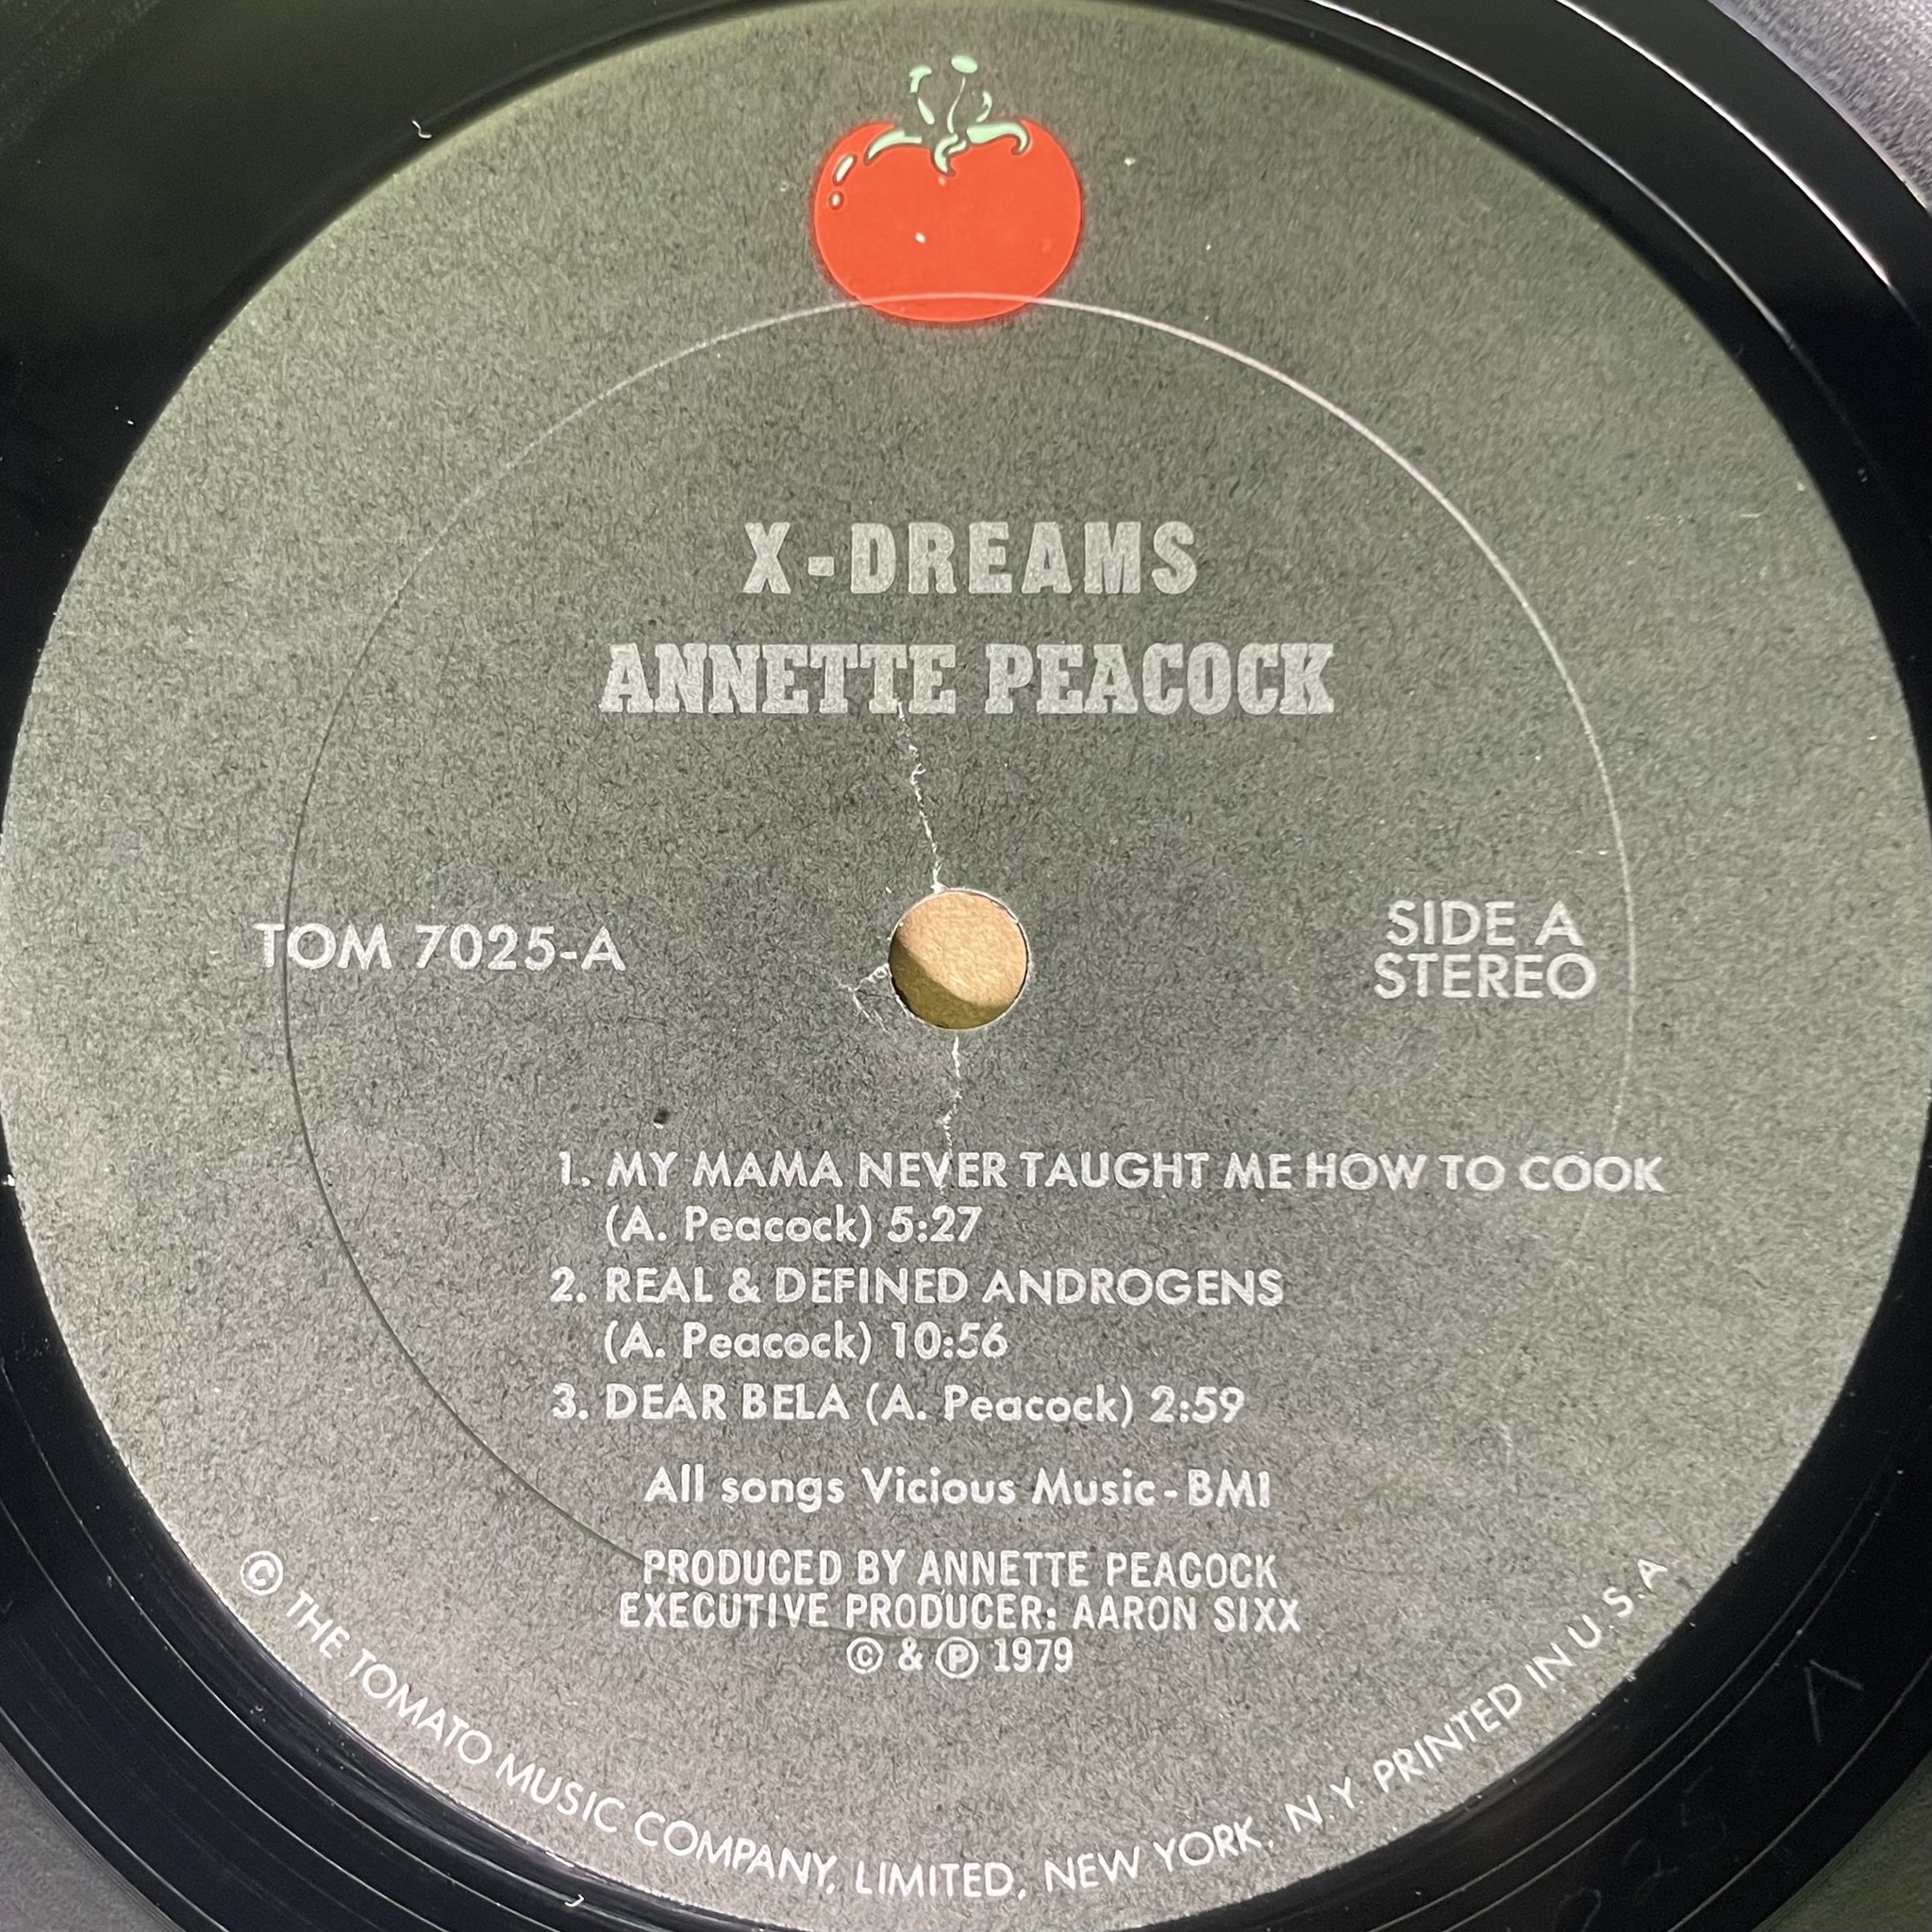 X-DREAMS
ANNETTE PEACOCK
TOM 7025-A
SIDE A
STEREO
1. MY MAMA NEVER TAUGHT ME HOW TO COOK
(A. Peacock) 5:27
2. REAL & DEFINED ANDROGENS
(A. Peacock) 10:56
3. DEAR BELA (A. Peacock) 2:59
All songs Vicious Music - BMI
PRODUCED BY ANNETTE PEACOCK
EXECUTIVE PRODUCER: AARON SIXX
© & ℗ 1979
© THE TOMATO MUSIC COMPANY, LIMITED, NEW YORK, N.Y. PRINTED IN U.S.A